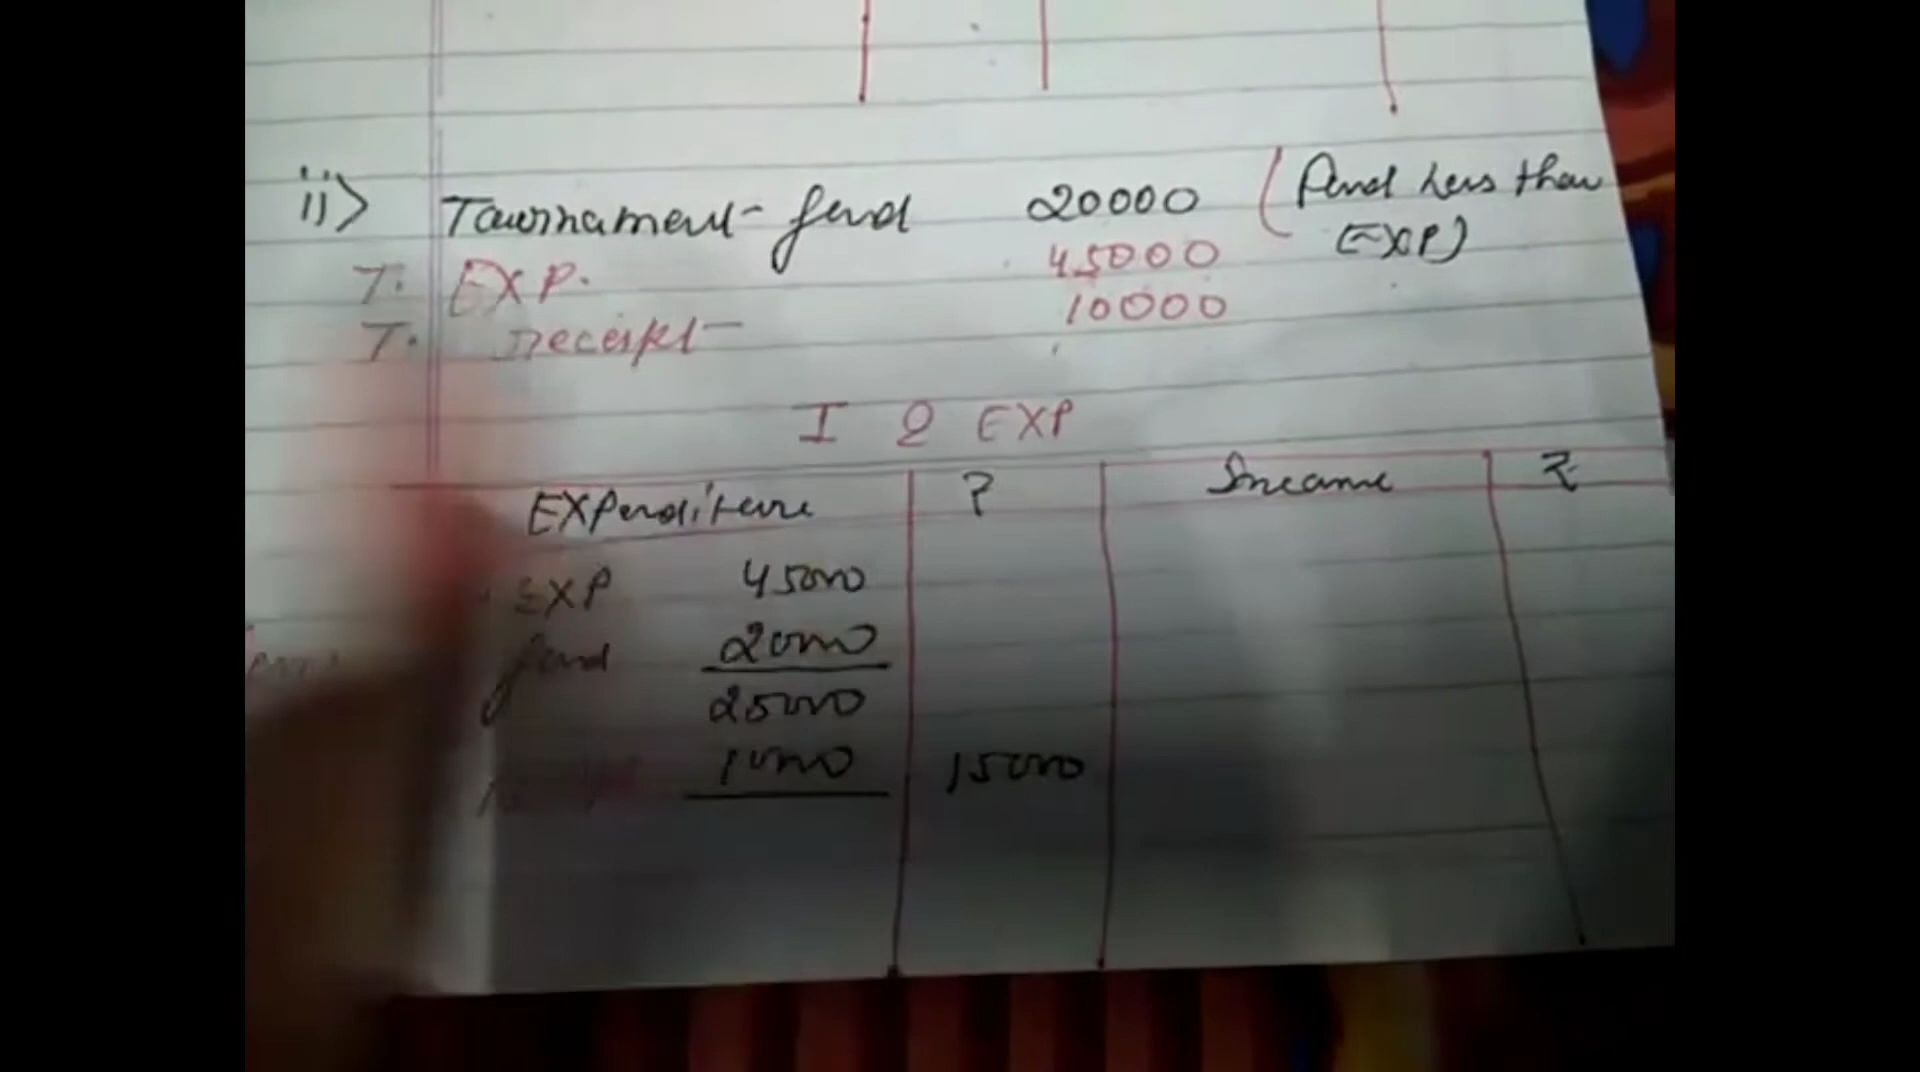 ii> Tournament fund 20000 (Fund Less than EXP)
T. EXP. 45000
T. receipt 10000
I & EXP
Expenditure ₹ Income ₹
EXP 45000
fund 20000
25000
10000 15000